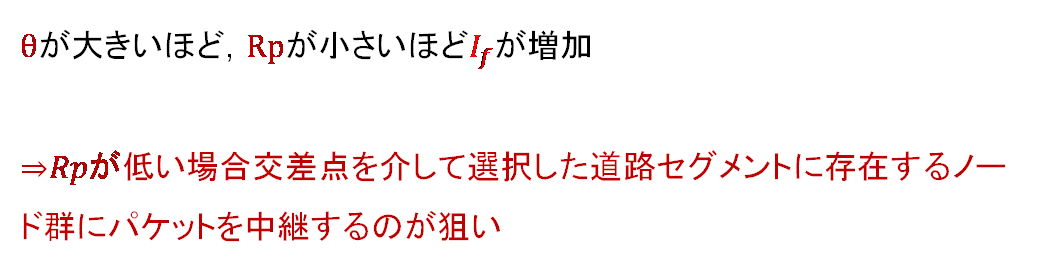 θが大きいほど, Rpが小さいほどI_fが増加
⇒Rpが低い場合交差点を介して選択した道路セグメントに存在するノー
ド群にパケットを中継するのが狙い